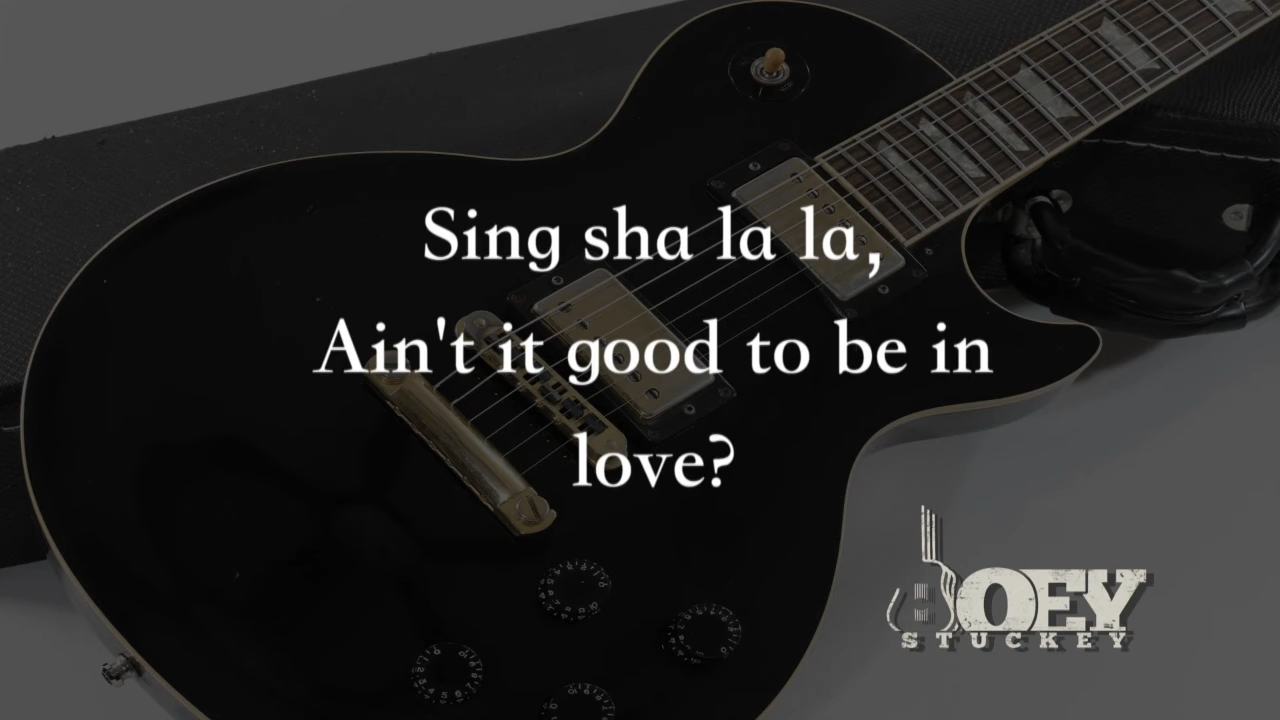 Sing sha la la,
Ain't it good to be in
love?
JOEY
STUCKEY